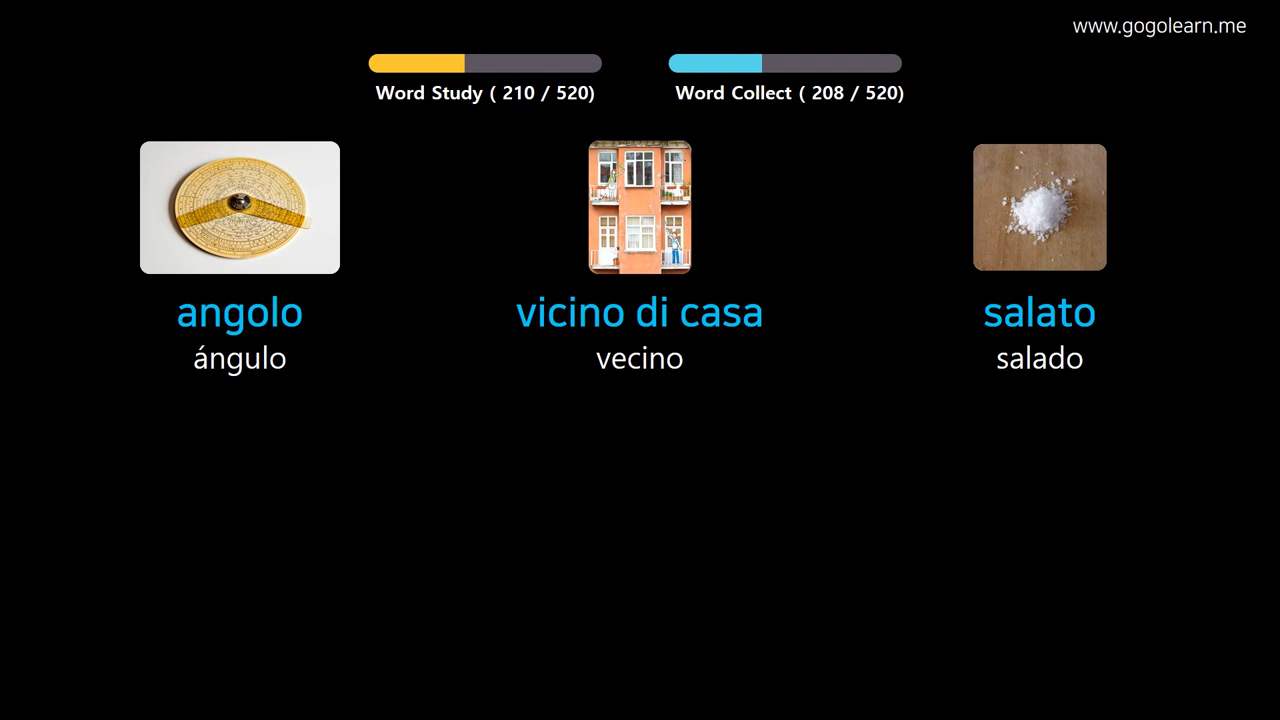 www.gogolearn.me
Word Study ( 210 / 520)
Word Collect ( 208 / 520)
angolo
ángulo
vicino di casa
vecino
salato
salado